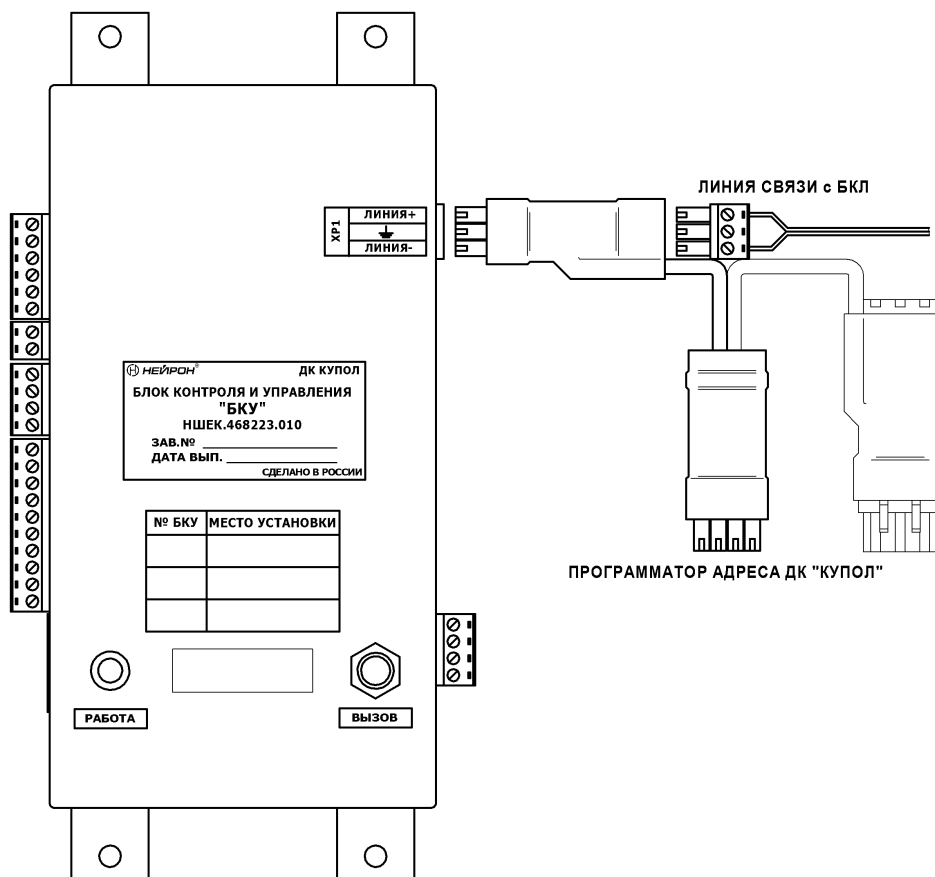 ЛИНИЯ СВЯЗИ с БКЛ
XP1
ЛИНИЯ+
ЛИНИЯ-
НЕЙРОН®
ДК КУПОЛ
БЛОК КОНТРОЛЯ И УПРАВЛЕНИЯ
"БКУ"
НШЕК.468223.010
ЗАВ.№
ДАТА ВЫП.
СДЕЛАНО В РОССИИ
№ БКУ МЕСТО УСТАНОВКИ
ПРОГРАММАТОР АДРЕСА ДК "КУПОЛ"
РАБОТА
ВЫЗОВ